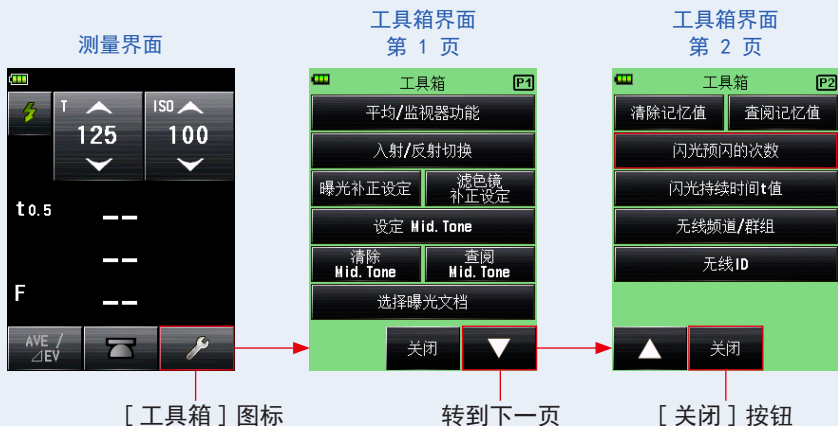 测量界面
工具箱界面
第 1 页
工具箱界面
第 2 页
T
125
ISO
100
t0.5
--
--
F
--
AVE /
⊿EV
工具箱
P1
平均/监视器功能
入射/反射切换
曝光补正设定
滤色镜
补正设定
设定 Mid. Tone
清除
Mid. Tone
查阅
Mid. Tone
选择曝光文档
关闭
工具箱
P2
清除记忆值
查阅记忆值
闪光预闪的次数
闪光持续时间t值
无线频道/群组
无线ID
关闭
[ 工具箱 ] 图标
转到下一页
[ 关闭 ] 按钮